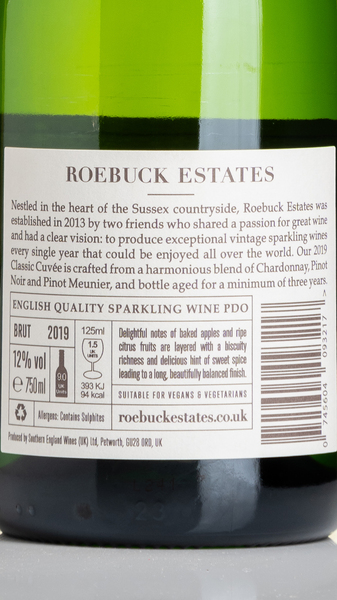 ROEBUCK ESTATES
Nestled in the heart of the Sussex countryside, Roebuck Estates was
established in 2013 by two friends who shared a passion for great wine
and had a clear vision: to produce exceptional vintage sparkling wines
every single year that could be enjoyed all over the world. Our 2019
Classic Cuvée is crafted from a harmonious blend of Chardonnay, Pinot
Noir and Pinot Meunier, and bottle aged for a minimum of three years.
ENGLISH QUALITY SPARKLING WINE PDO
BRUT 2019
12% vol
℮ 750ml
9.0
UK UNITS
125ml
1.5
UK
UNITS
393 KJ
94 kcal
Delightful notes of baked apples and ripe
citrus fruits are layered with a biscuity
richness and delicious hint of sweet spice
leading to a long, beautifully balanced finish.
SUITABLE FOR VEGANS & VEGETARIANS
Allergens: Contains Sulphites
roebuckestates.co.uk
Produced by Southern England Wines (UK) Ltd, Petworth, GU28 0RD, UK
0 745604 093217 >